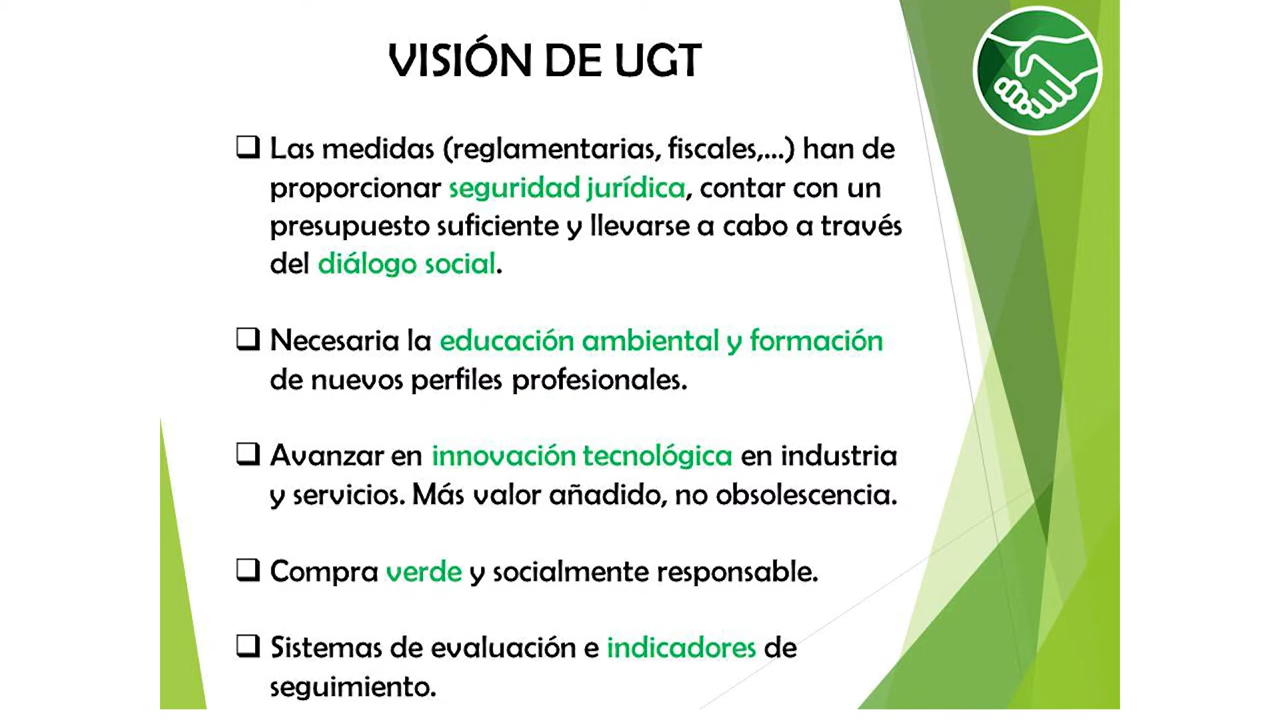 VISIÓN DE UGT
❑ Las medidas (reglamentarias, fiscales,...) han de
proporcionar seguridad jurídica, contar con un
presupuesto suficiente y llevarse a cabo a través
del diálogo social.
❑ Necesaria la educación ambiental y formación
de nuevos perfiles profesionales.
❑ Avanzar en innovación tecnológica en industria
y servicios. Más valor añadido, no obsolescencia.
❑ Compra verde y socialmente responsable.
❑ Sistemas de evaluación e indicadores de
seguimiento.